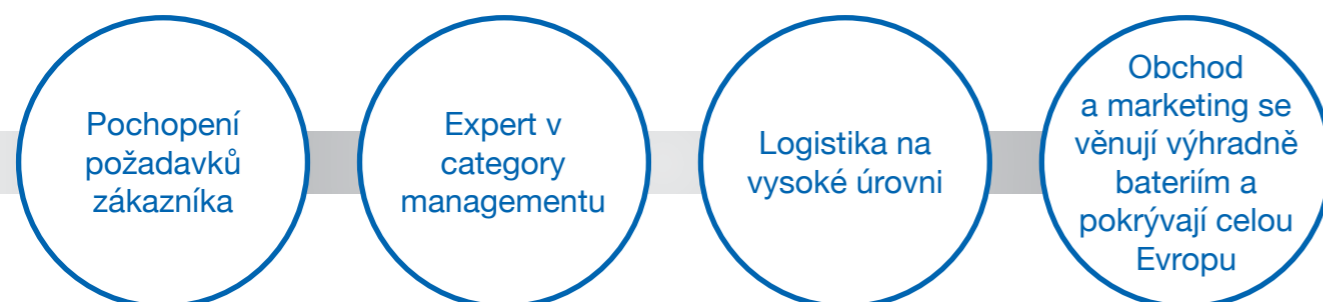 Pochopení
požadavků
zákazníka
Expert v
category
managementu
Logistika na
vysoké úrovni
Obchod
a marketing se
věnují výhradně
bateriím a
pokrývají celou
Evropu